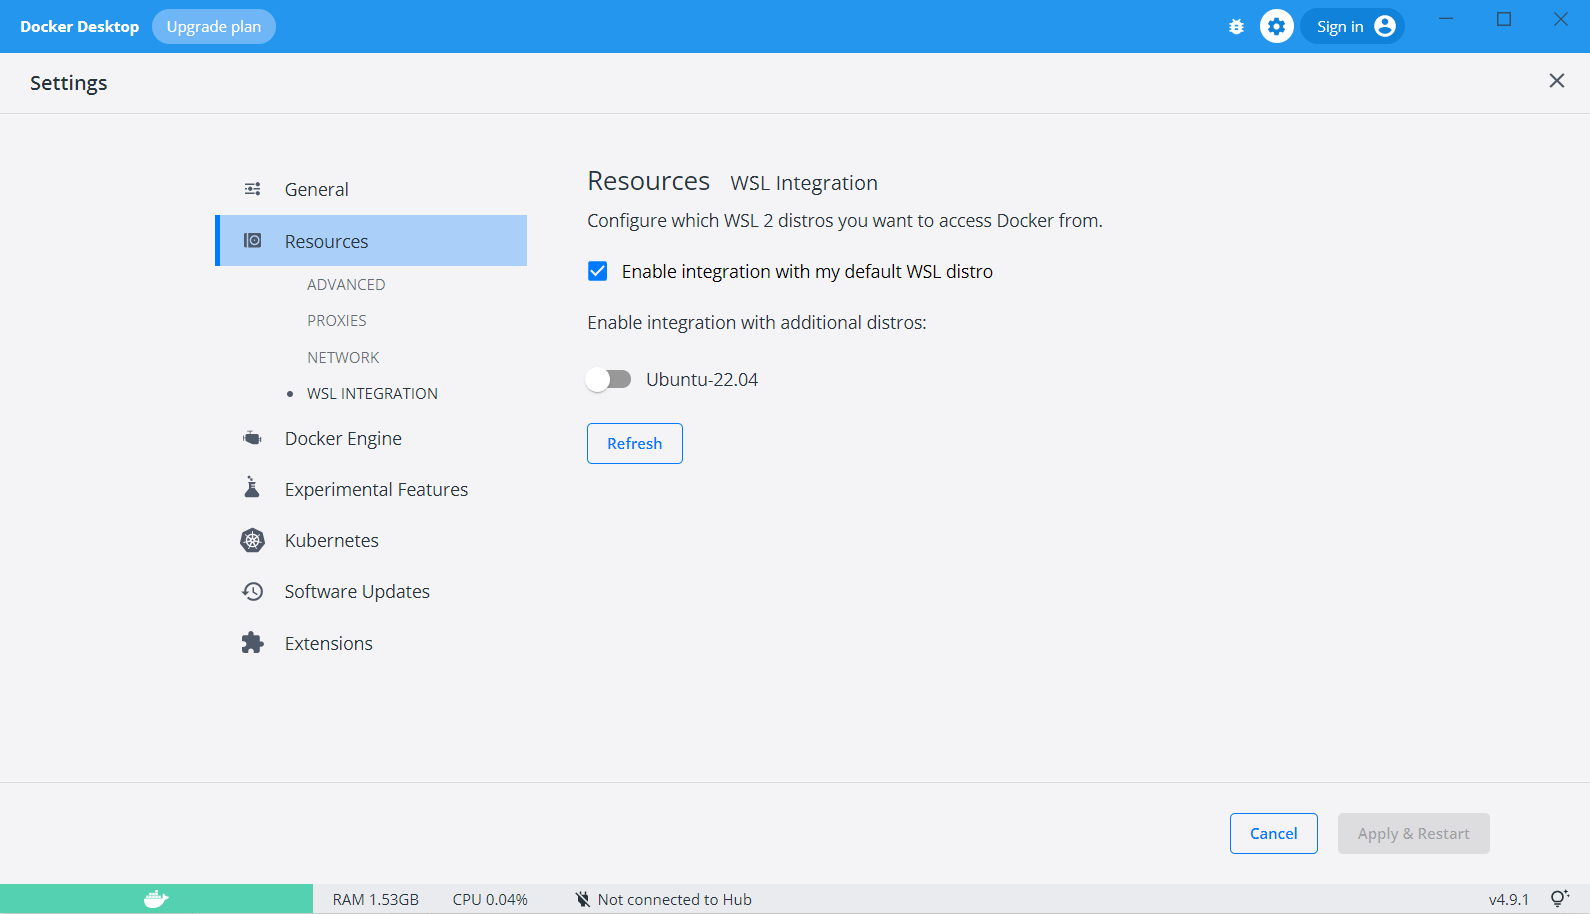 Docker Desktop Upgrade plan Sign in
Settings
General
Resources
ADVANCED
PROXIES
NETWORK
WSL INTEGRATION
Docker Engine
Experimental Features
Kubernetes
Software Updates
Extensions
Resources WSL Integration
Configure which WSL 2 distros you want to access Docker from.
Enable integration with my default WSL distro
Enable integration with additional distros:
Ubuntu-22.04
Refresh
Cancel Apply & Restart
RAM 1.53GB CPU 0.04% Not connected to Hub v4.9.1